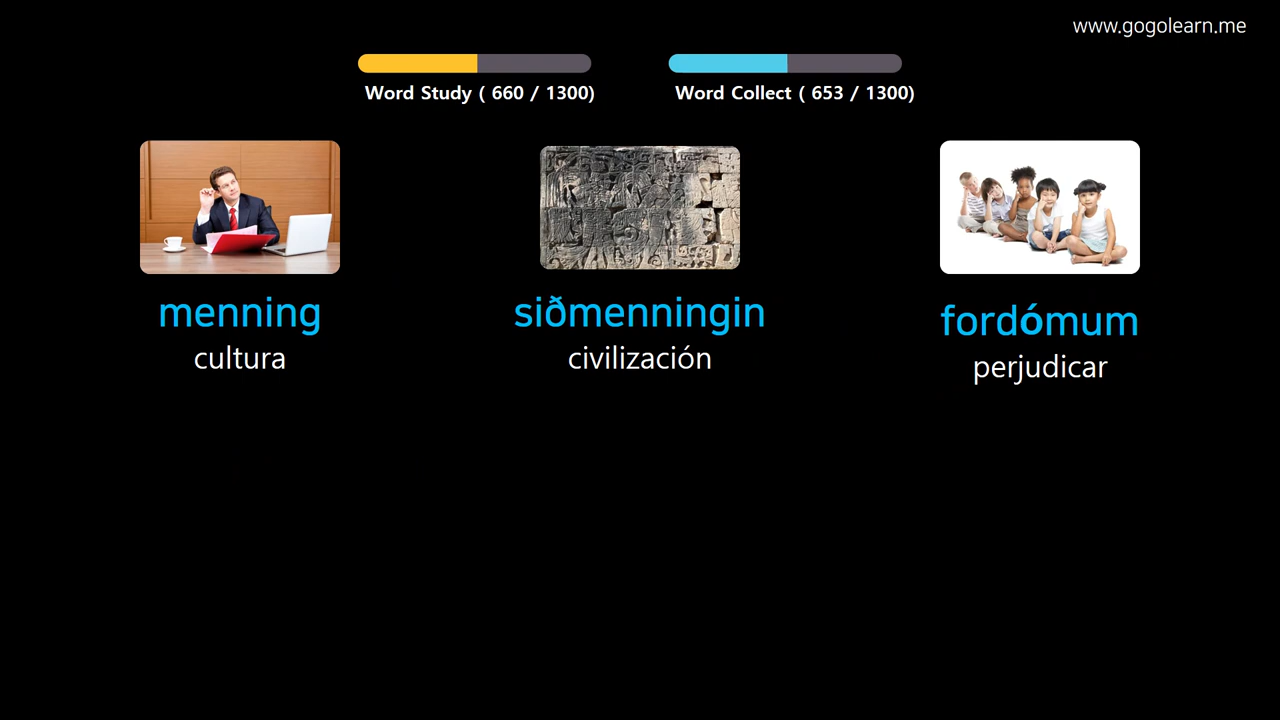 www.gogolearn.me
Word Study ( 660 / 1300)
Word Collect ( 653 / 1300)
menning
cultura
siðmenningin
civilización
fordómum
perjudicar